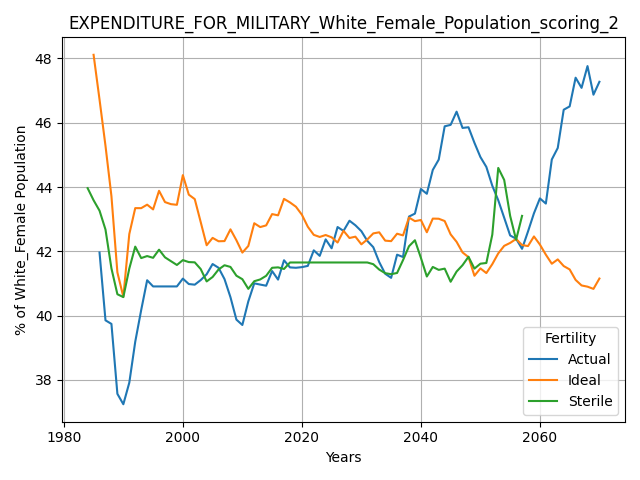 EXPENDITURE_FOR_MILITARY_White_Female_Population_scoring_2
% of White_Female Population
48
46
44
42
40
38
1980
2000
2020
2040
2060
Years
Fertility
Actual
Ideal
Sterile